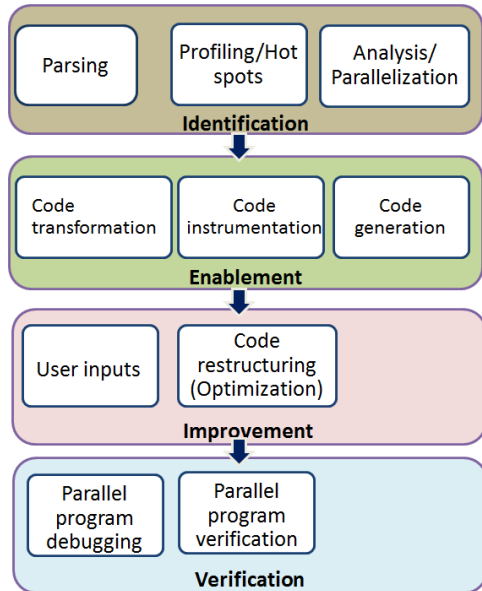 Parsing
Profiling/Hot
spots
Analysis/
Parallelization
Identification
Code
transformation
Code
instrumentation
Code
generation
Enablement
User inputs
Code
restructuring
(Optimization)
Improvement
Parallel
program
debugging
Parallel
program
verification
Verification